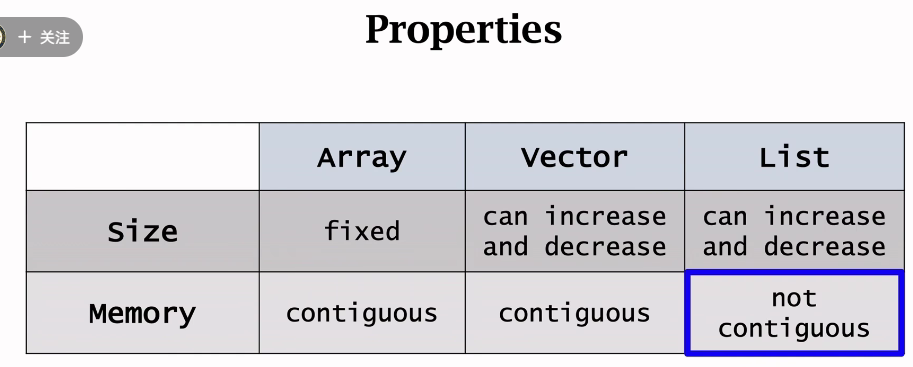 + 关注
Properties
Array Vector List
Size fixed can increase and decrease can increase and decrease
Memory contiguous contiguous not contiguous